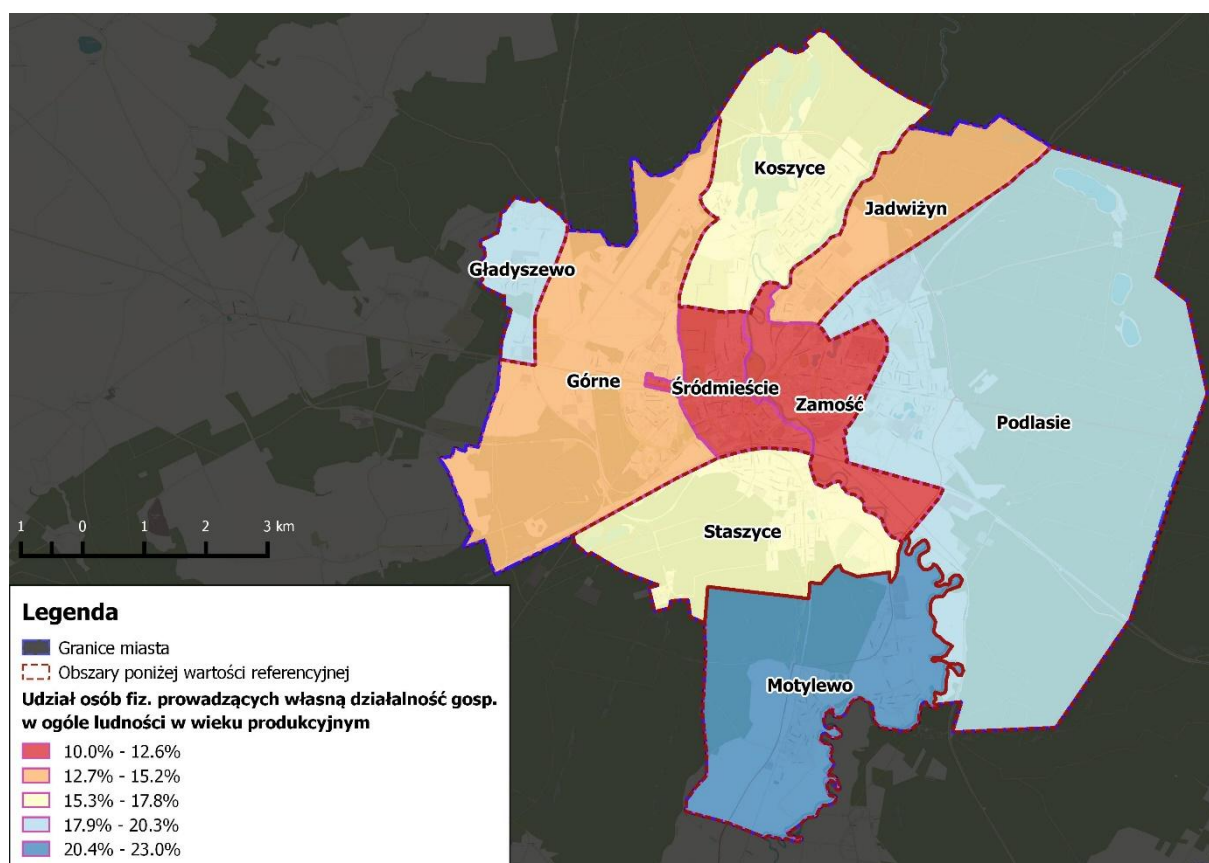 Koszyce
Jadwiżyn
Gładyszewo
Górne
Śródmieście
Zamość
Podlasie
Staszyce
Motylewo
1 0 1 2 3 km
Legenda
Granice miasta
Obszary poniżej wartości referencyjnej
Udział osób fiz. prowadzących własną działalność gosp.
w ogóle ludności w wieku produkcyjnym
10.0% - 12.6%
12.7% - 15.2%
15.3% - 17.8%
17.9% - 20.3%
20.4% - 23.0%